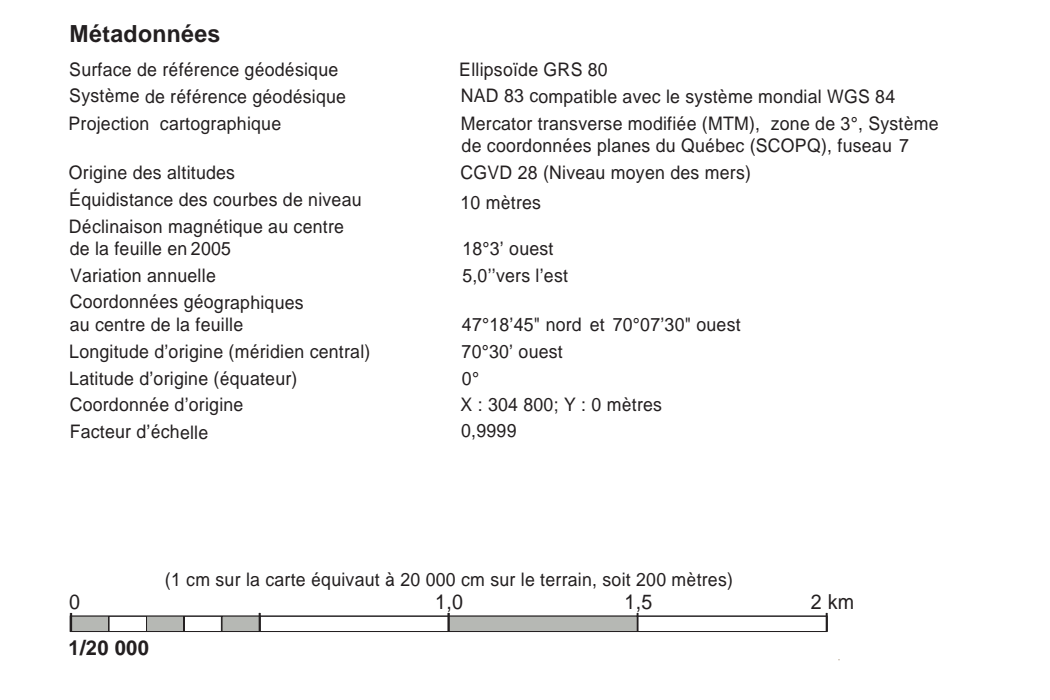 Métadonnées
Surface de référence géodésique Ellipsoïde GRS 80
Système de référence géodésique NAD 83 compatible avec le système mondial WGS 84
Projection cartographique Mercator transverse modifiée (MTM), zone de 3°, Système
de coordonnées planes du Québec (SCOPQ), fuseau 7
Origine des altitudes CGVD 28 (Niveau moyen des mers)
Équidistance des courbes de niveau 10 mètres
Déclinaison magnétique au centre
de la feuille en 2005 18°3’ ouest
Variation annuelle 5,0’’vers l’est
Coordonnées géographiques
au centre de la feuille 47°18’45" nord et 70°07’30" ouest
Longitude d’origine (méridien central) 70°30’ ouest
Latitude d’origine (équateur) 0°
Coordonnée d’origine X : 304 800; Y : 0 mètres
Facteur d’échelle 0,9999
(1 cm sur la carte équivaut à 20 000 cm sur le terrain, soit 200 mètres)
0 1,0 1,5 2 km
1/20 000